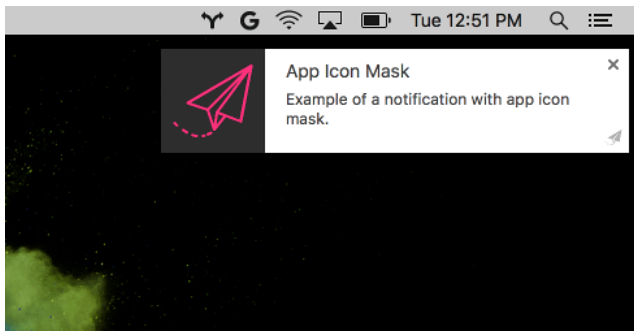 G Tue 12:51 PM
App Icon Mask
Example of a notification with app icon
mask.